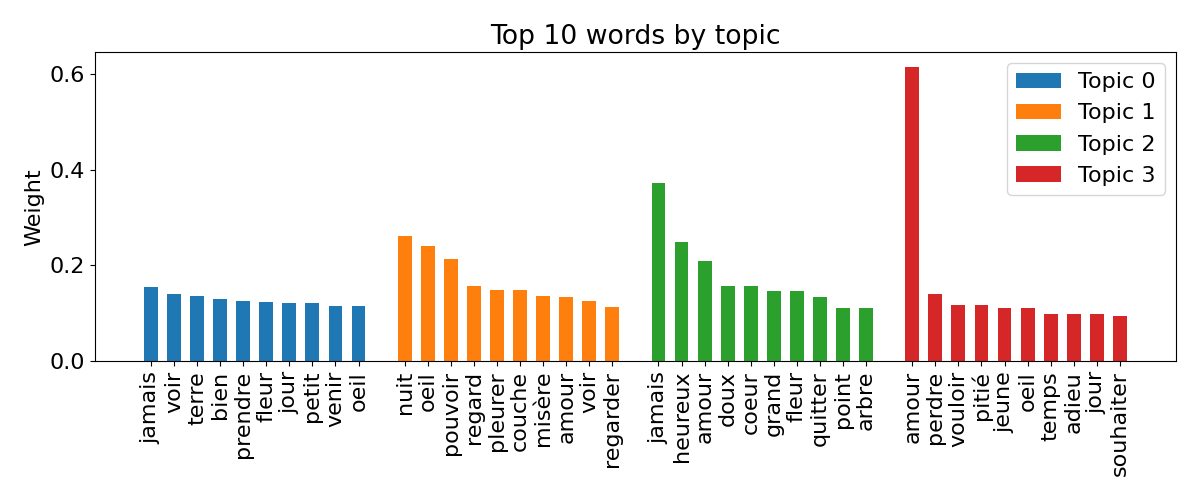 Top 10 words by topic
Weight
0.6
0.4
0.2
0.0
Topic 0
Topic 1
Topic 2
Topic 3
jamais
voir
terre
bien
prendre
fleur
jour
petit
venir
oeil
nuit
oeil
pouvoir
regard
pleurer
couche
misère
amour
voir
regarder
jamais
heureux
amour
doux
coeur
grand
fleur
quitter
point
arbre
amour
perdre
vouloir
pitié
jeune
oeil
temps
adieu
jour
souhaiter